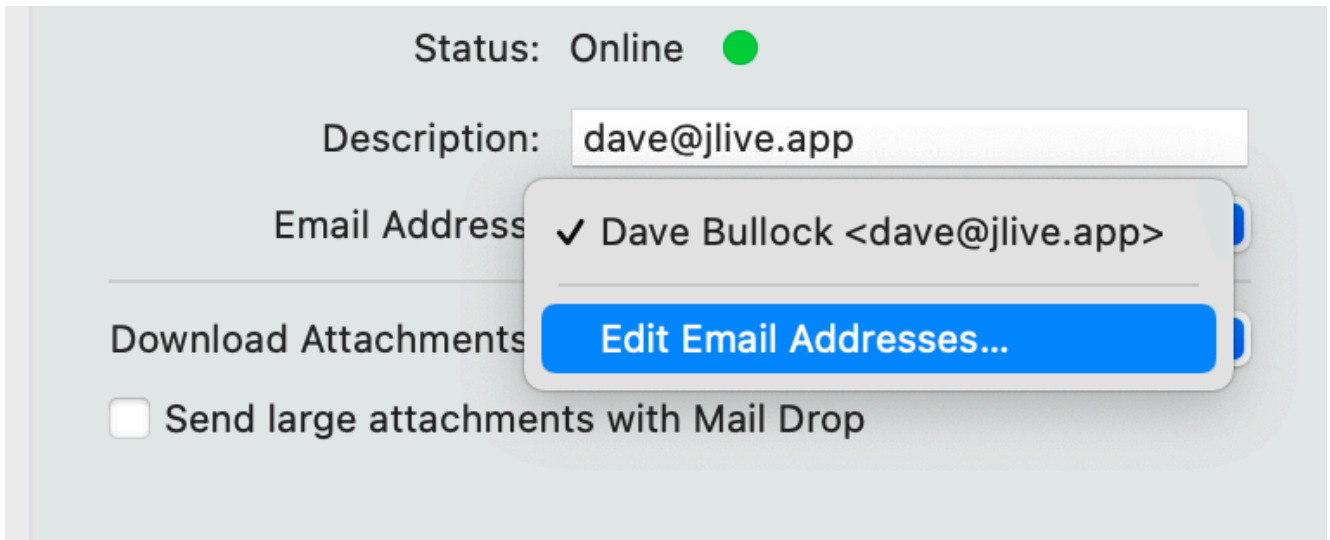 Status: Online
Description: dave@jlive.app
Email Address ✓ Dave Bullock <dave@jlive.app>
Download Attachments Edit Email Addresses...
Send large attachments with Mail Drop